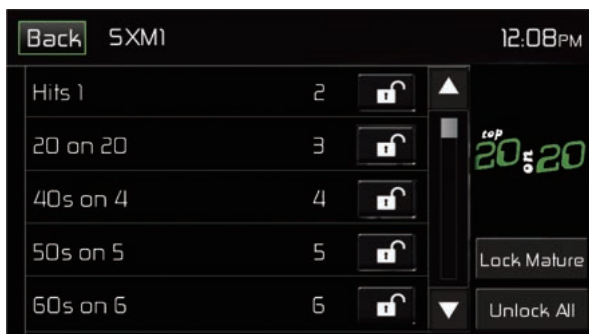 Back SXM1 12:08PM
Hits 1 2
20 on 20 3
40s on 4 4
50s on 5 5
60s on 6 6
top
20 on 20
Lock Mature
Unlock All